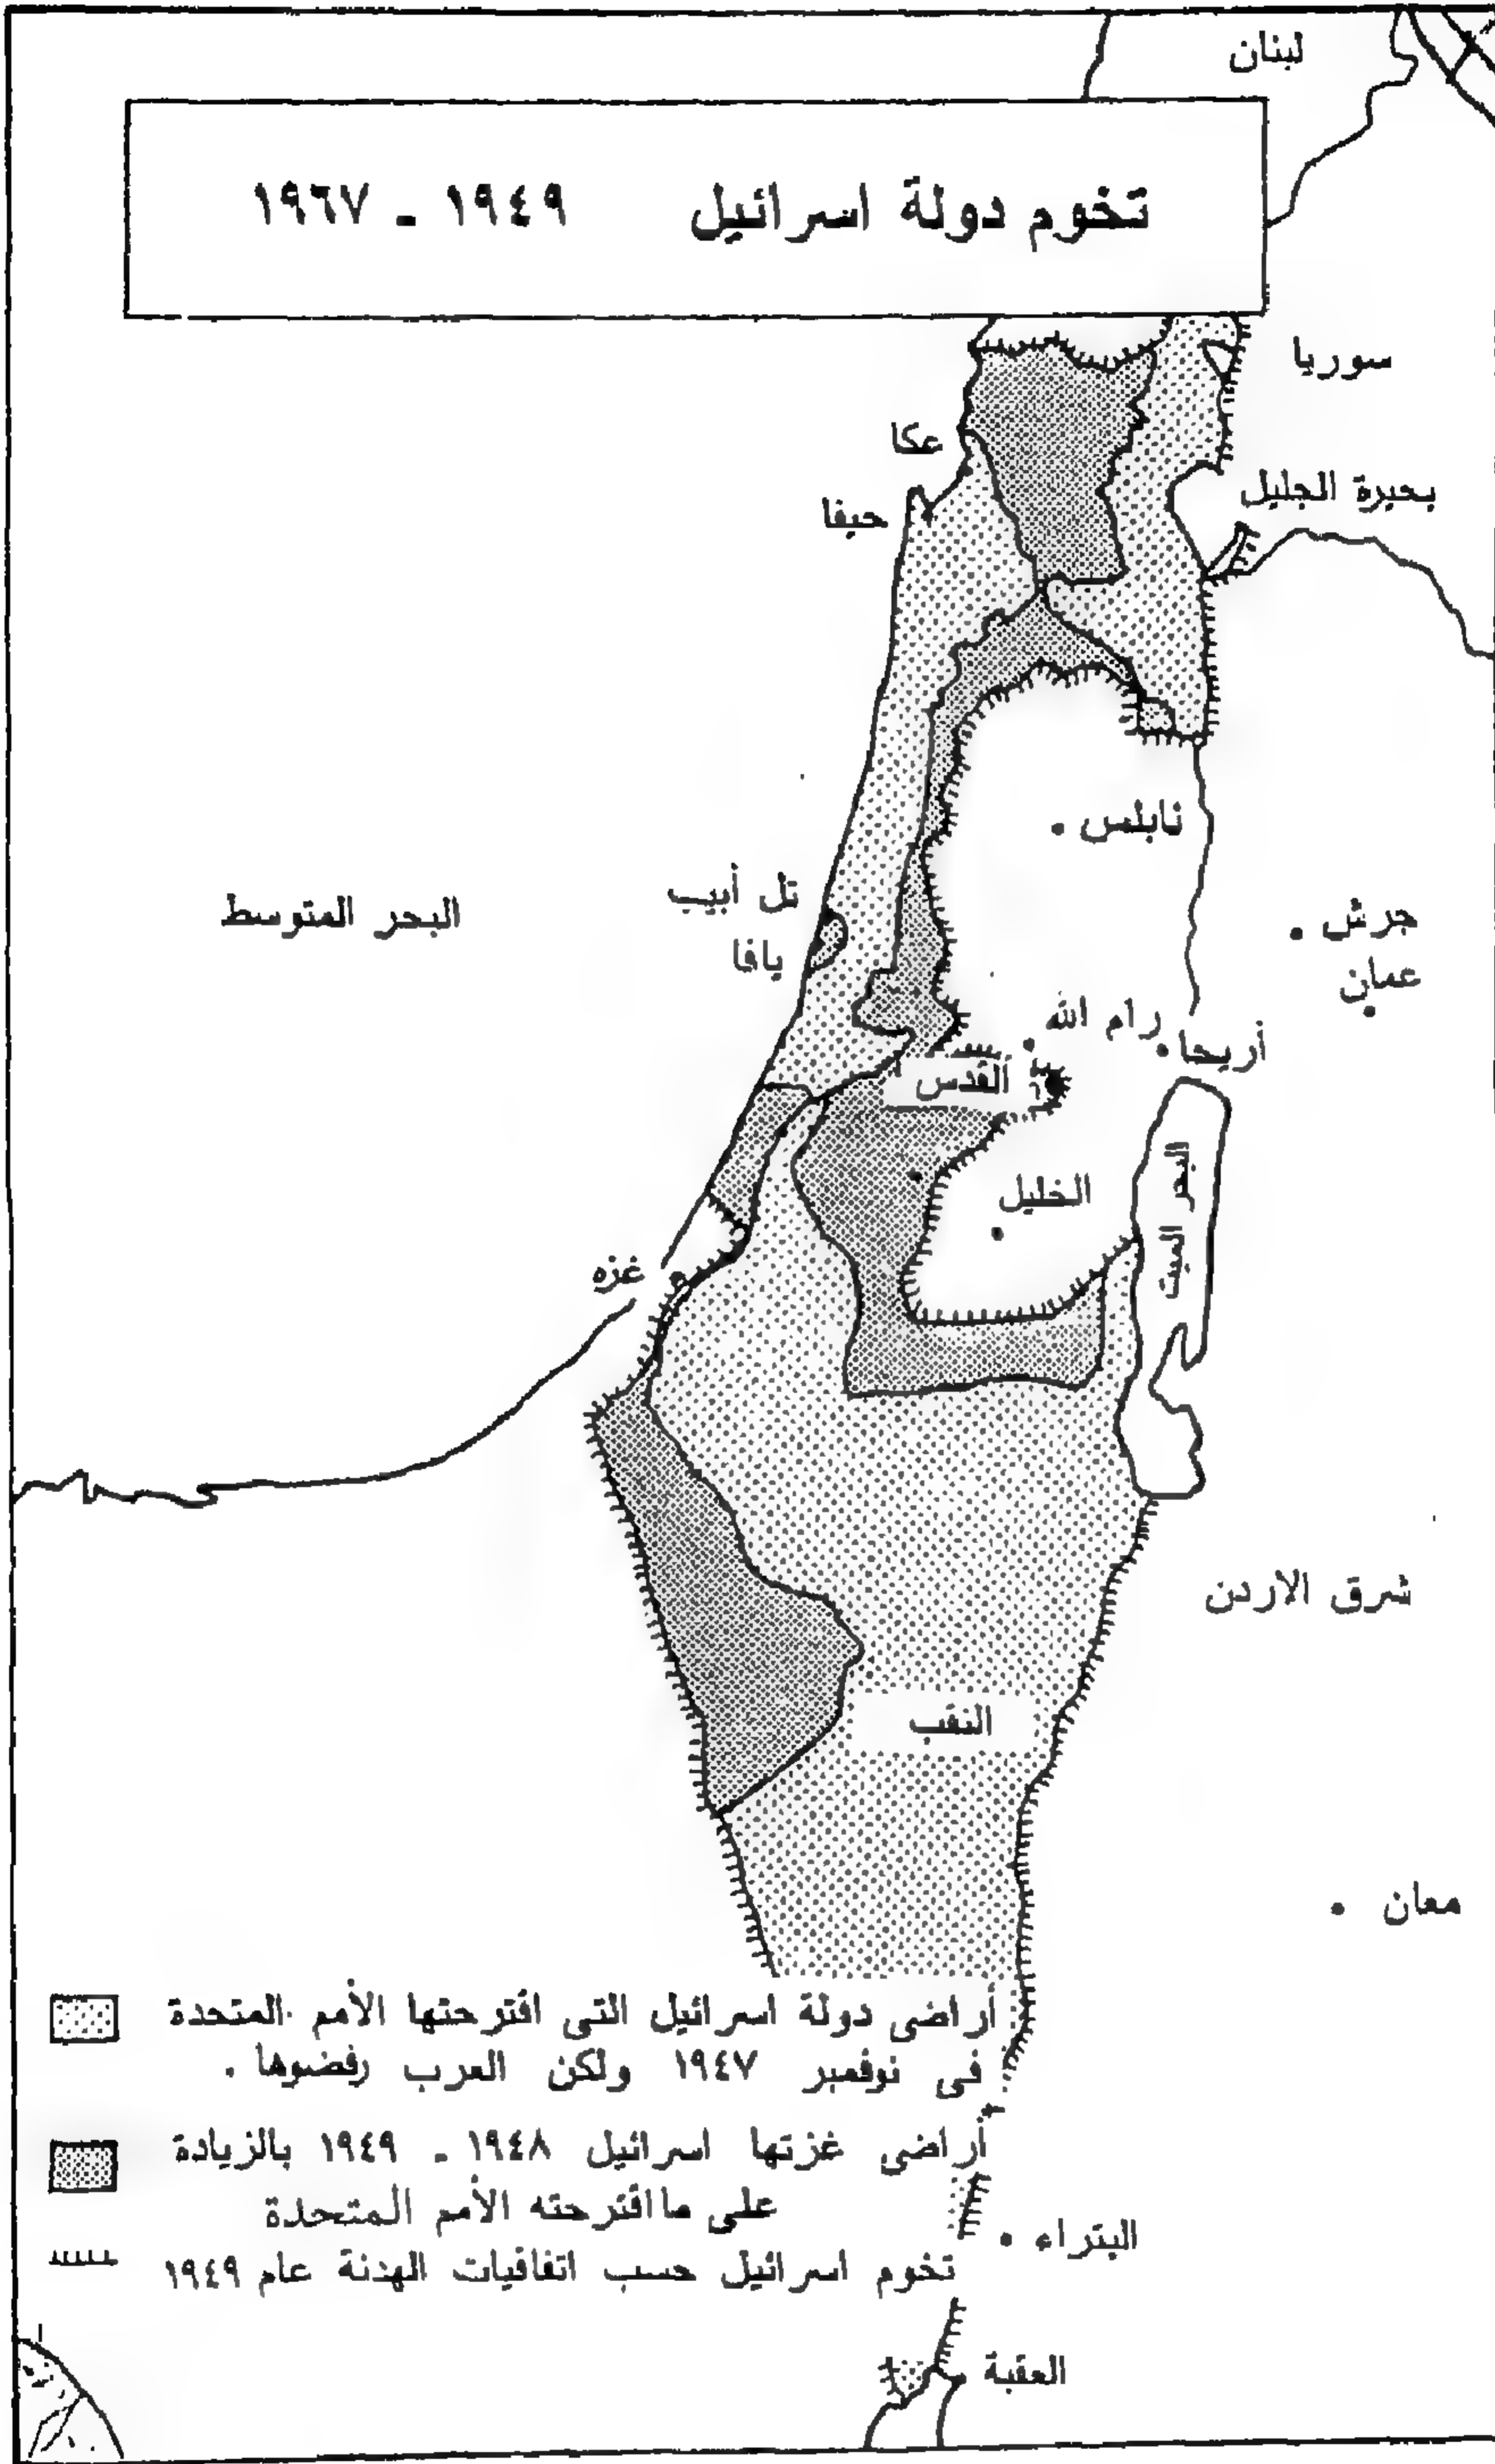 لبنان
تخوم دولة اسرائيل ١٩٤٩ - ١٩٦٧
سوريا
عكا
بحيرة الجليل
حيفا
نابلس
تل أبيب
يافا
البحر المتوسط
جرش
عمان
رام الله
أريحا
القدس
البحر الميت
الخليل
غزه
شرق الاردن
النقب
معان
أراضى دولة اسرائيل التى اقترحتها الأمم المتحدة
فى نوفمبر ١٩٤٧ ولكن العرب رفضوها .
أراضى غزتها اسرائيل ١٩٤٨ - ١٩٤٩ بالزيادة
على ما اقترحته الأمم المتحدة
تخوم اسرائيل حسب اتفاقيات الهدنة عام ١٩٤٩
البتراء
العقبة